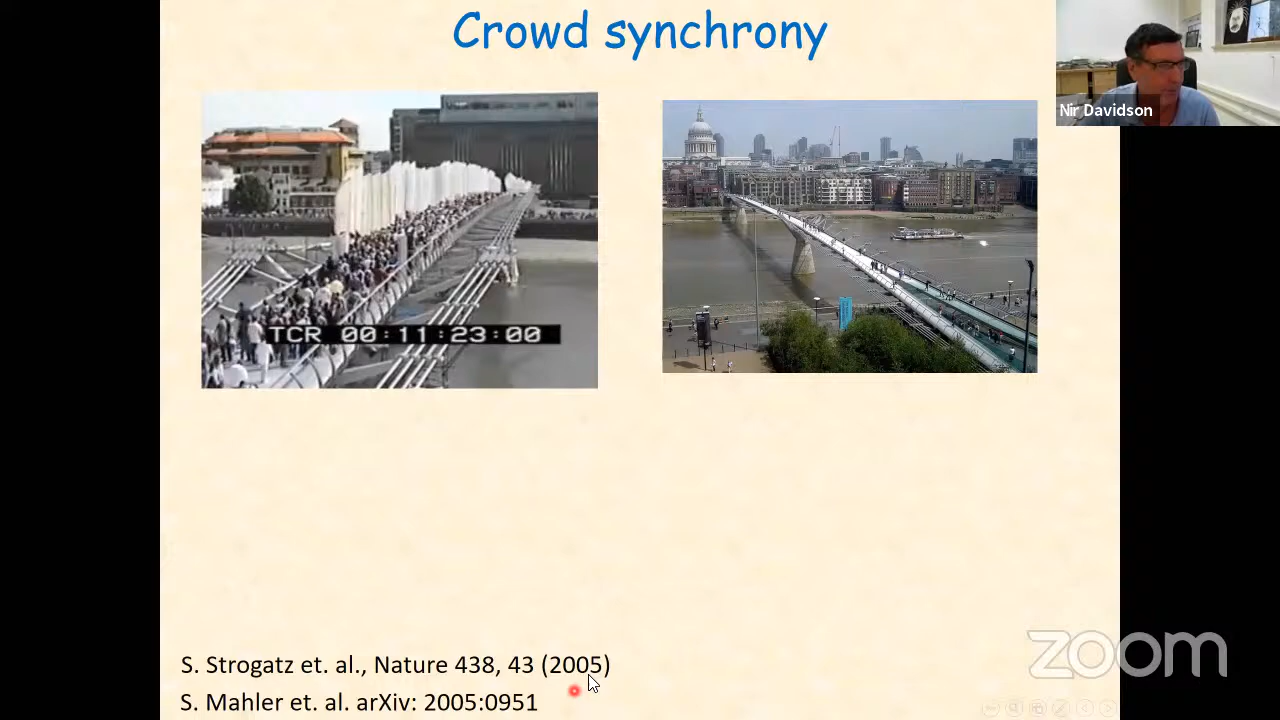 Crowd synchrony
Nir Davidson
TCR 00:11:23:00
S. Strogatz et. al., Nature 438, 43 (2005)
S. Mahler et. al. arXiv: 2005:0951
zoom